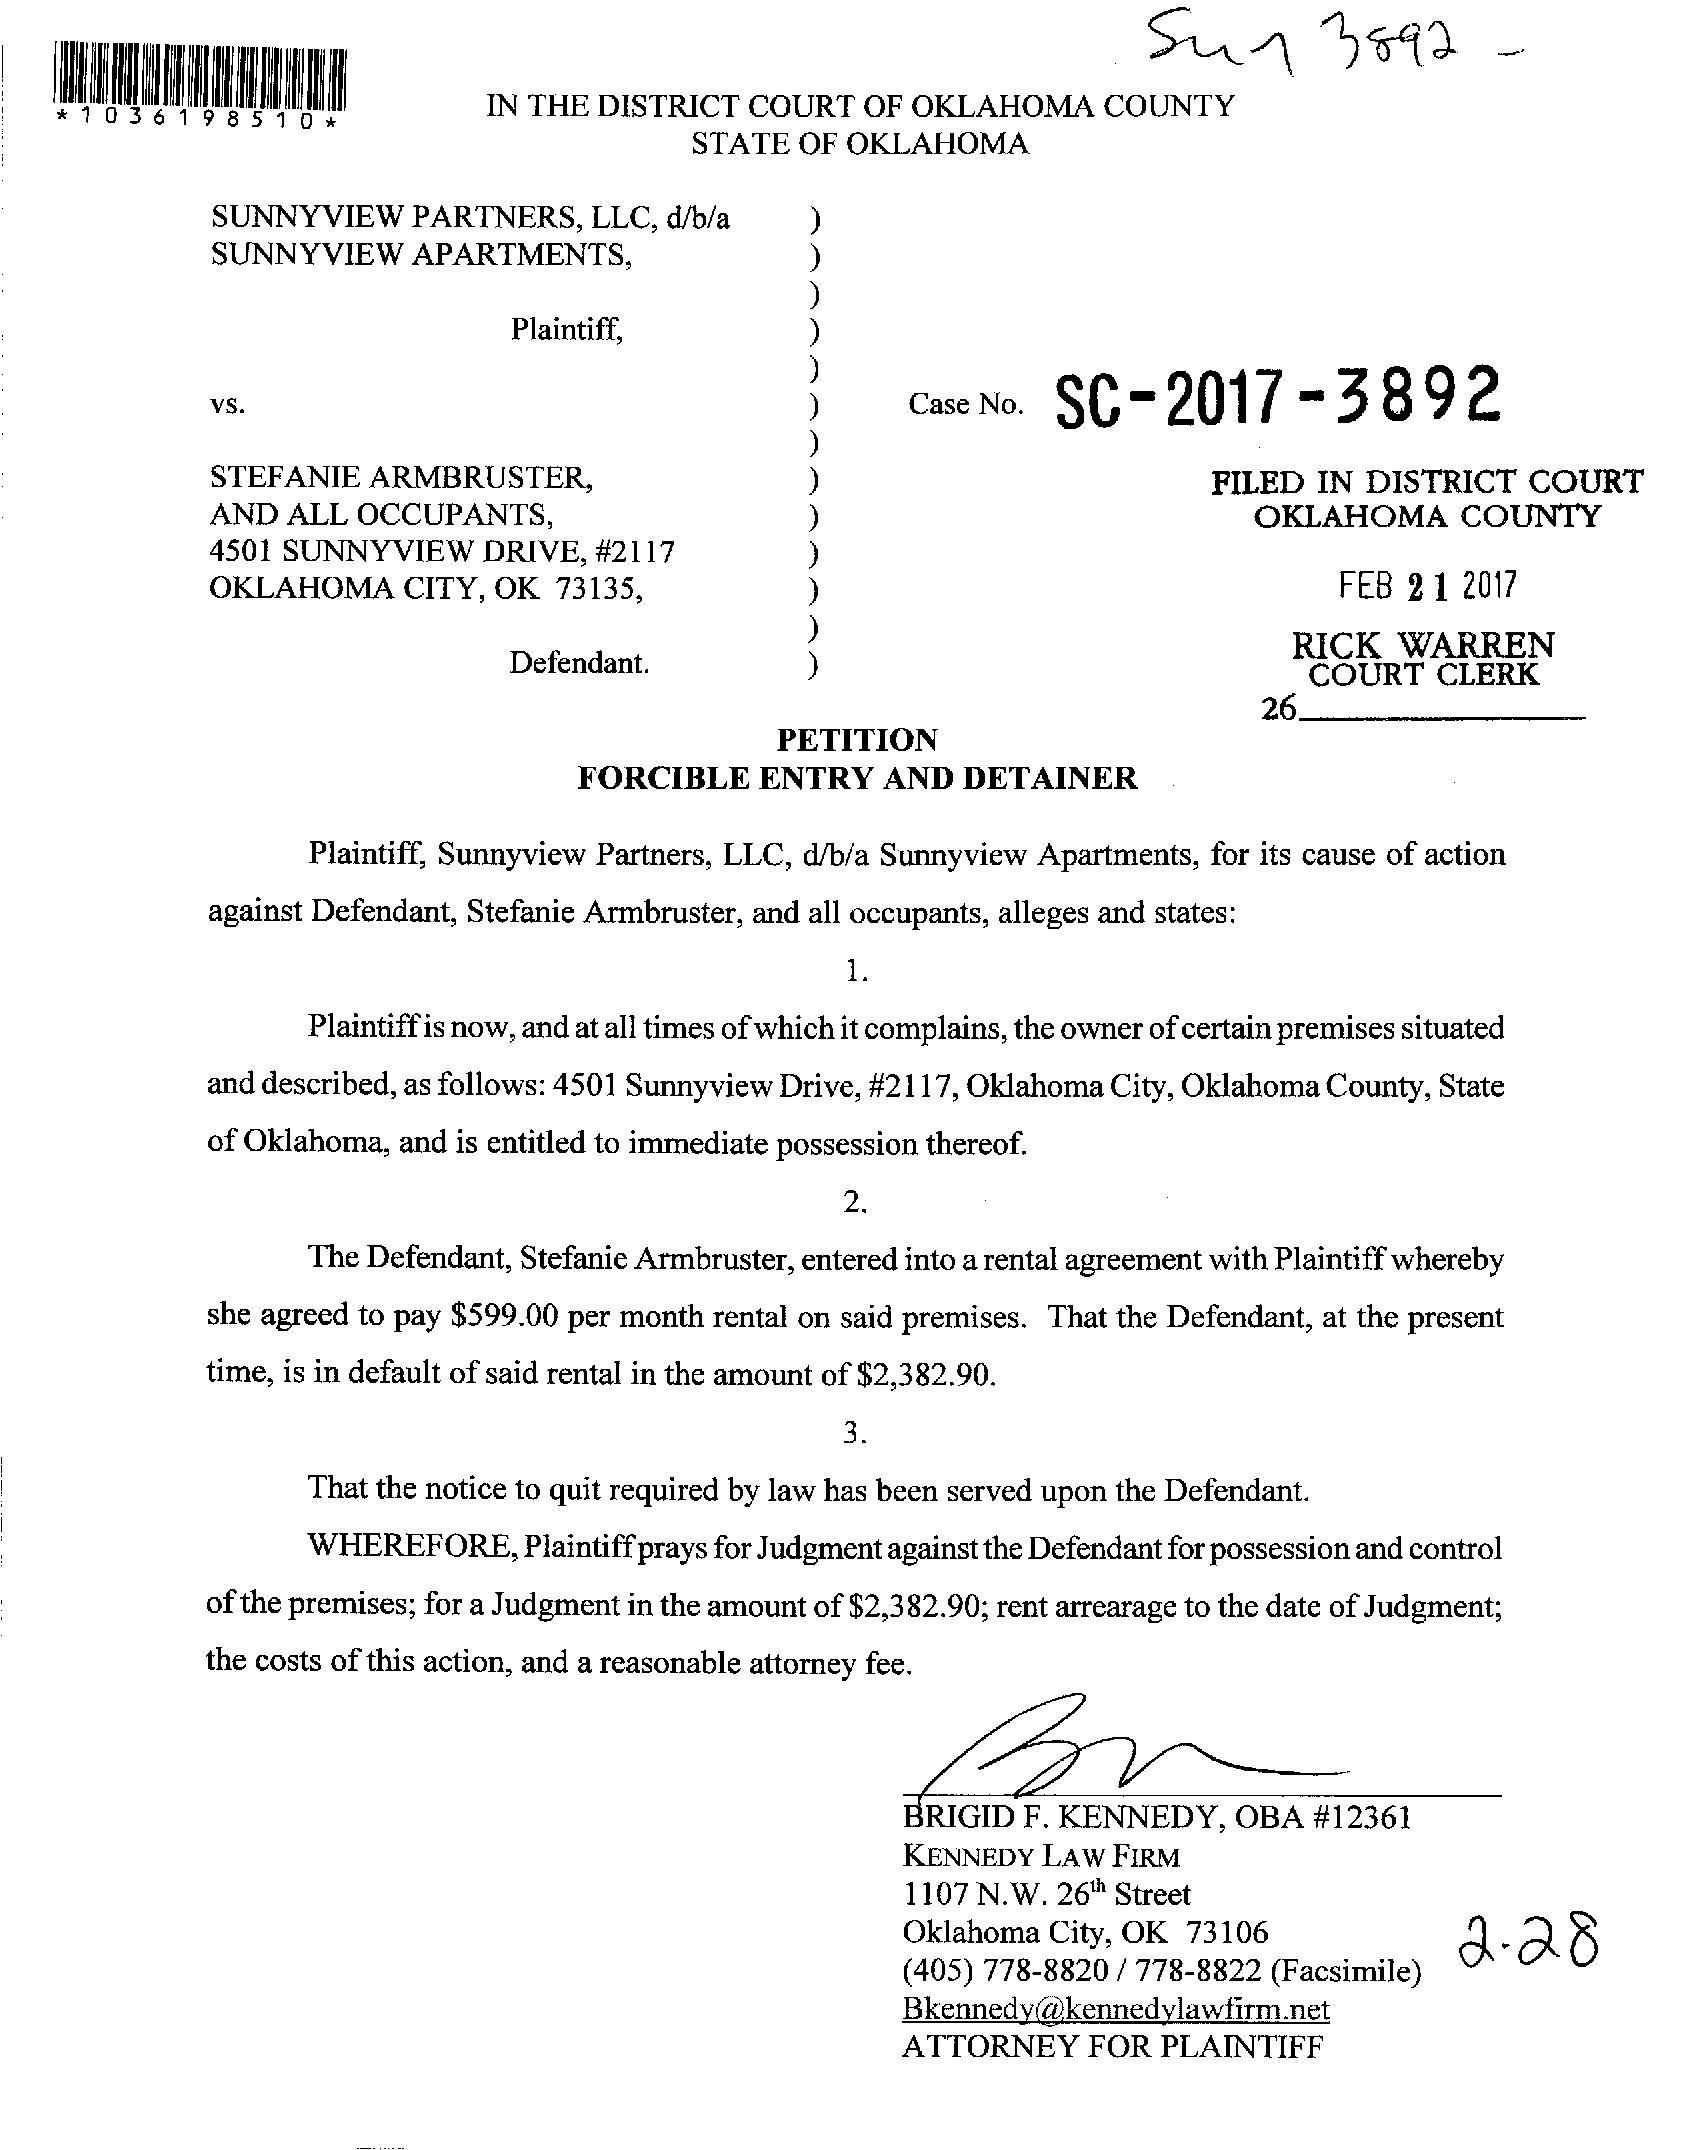 Sun 3892 -
*1036198510*
IN THE DISTRICT COURT OF OKLAHOMA COUNTY
STATE OF OKLAHOMA
SUNNYVIEW PARTNERS, LLC, d/b/a )
SUNNYVIEW APARTMENTS, )
)
Plaintiff, )
)
vs. ) Case No. SC-2017-3892
)
STEFANIE ARMBRUSTER, )
AND ALL OCCUPANTS, )
4501 SUNNYVIEW DRIVE, #2117 )
OKLAHOMA CITY, OK 73135, )
)
Defendant. )
FILED IN DISTRICT COURT
OKLAHOMA COUNTY
FEB 21 2017
RICK WARREN
COURT CLERK
26
PETITION
FORCIBLE ENTRY AND DETAINER
Plaintiff, Sunnyview Partners, LLC, d/b/a Sunnyview Apartments, for its cause of action
against Defendant, Stefanie Armbruster, and all occupants, alleges and states:
1.
Plaintiff is now, and at all times of which it complains, the owner of certain premises situated
and described, as follows: 4501 Sunnyview Drive, #2117, Oklahoma City, Oklahoma County, State
of Oklahoma, and is entitled to immediate possession thereof.
2.
The Defendant, Stefanie Armbruster, entered into a rental agreement with Plaintiff whereby
she agreed to pay $599.00 per month rental on said premises. That the Defendant, at the present
time, is in default of said rental in the amount of $2,382.90.
3.
That the notice to quit required by law has been served upon the Defendant.
WHEREFORE, Plaintiff prays for Judgment against the Defendant for possession and control
of the premises; for a Judgment in the amount of $2,382.90; rent arrearage to the date of Judgment;
the costs of this action, and a reasonable attorney fee.
BRIGID F. KENNEDY, OBA #12361
KENNEDY LAW FIRM
1107 N.W. 26th Street
Oklahoma City, OK 73106
(405) 778-8820 / 778-8822 (Facsimile)
Bkennedy@kennedylawfirm.net
ATTORNEY FOR PLAINTIFF
2-28